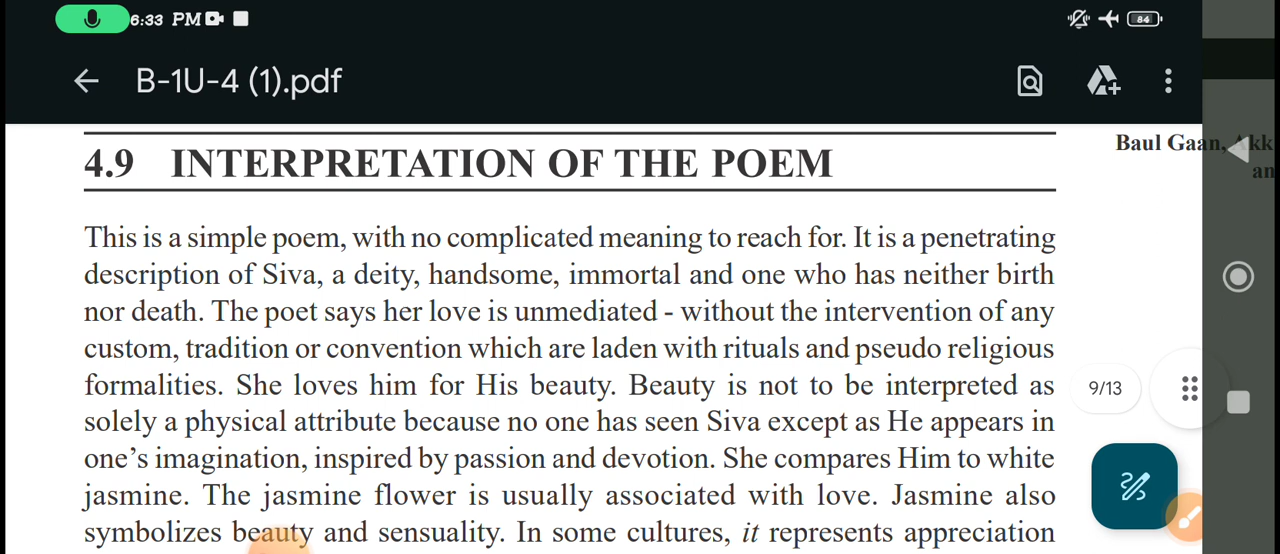 6:33 PM
84
B-1U-4 (1).pdf
Baul Gaan,
4.9 INTERPRETATION OF THE POEM
This is a simple poem, with no complicated meaning to reach for. It is a penetrating
description of Siva, a deity, handsome, immortal and one who has neither birth
nor death. The poet says her love is unmediated - without the intervention of any
custom, tradition or convention which are laden with rituals and pseudo religious
formalities. She loves him for His beauty. Beauty is not to be interpreted as
solely a physical attribute because no one has seen Siva except as He appears in
one's imagination, inspired by passion and devotion. She compares Him to white
jasmine. The jasmine flower is usually associated with love. Jasmine also
symbolizes beauty and sensuality. In some cultures, it represents appreciation
9/13